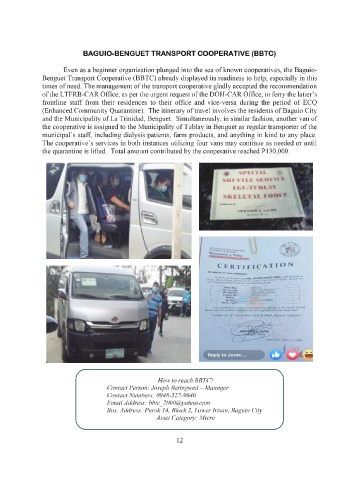 BAGUIO-BENGUET TRANSPORT COOPERATIVE (BBTC)
Even as a beginner organization plunged into the sea of known cooperatives, the Baguio-
Benguet Transport Cooperative (BBTC) already displayed its readiness to help, especially in this
times of need. The management of the transport cooperative gladly accepted the recommendation
of the LTFRB-CAR Office, as per the urgent request of the DOH-CAR Office, to ferry the latter's
frontline staff from their residences to their office and vice-versa during the period of ECQ
(Enhanced Community Quarantine). The itinerary of travel involves the residents of Baguio City
and the Municipality of La Trinidad, Benguet. Simultaneously, in similar fashion, another van of
the cooperative is assigned to the Municipality of Tublay in Benguet as regular transporter of the
municipal's staff, including dialysis patients, farm products, and anything in kind to any place.
The cooperative's services in both instances utilizing four vans may continue as needed or until
the quarantine is lifted. Total amount contributed by the cooperative reached P130,000.
SPECIAL
SHUTTLE SERVICE
LGU-TUBLAY
SKELETAL FORCE
CERTIFICATION
Reply to Joven...
How to reach BBTC?
Contact Person: Joseph Batingwed – Manager
Contact Numbers: 0948-327-9640
Email Address: bbtc_2000@yahoo.com
Bus. Address: Purok 14, Block 2, Lower Irisan, Baguio City
Asset Category: Micro
12